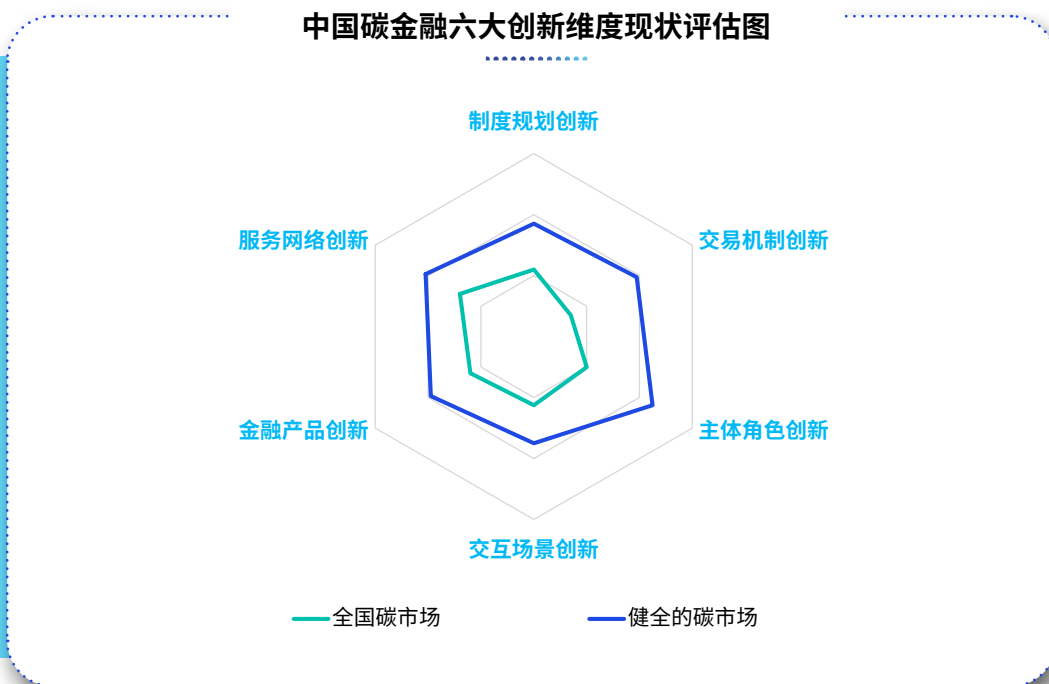 中国碳金融六大创新维度现状评估图
制度规划创新
服务网络创新
交易机制创新
金融产品创新
主体角色创新
交互场景创新
全国碳市场
健全的碳市场